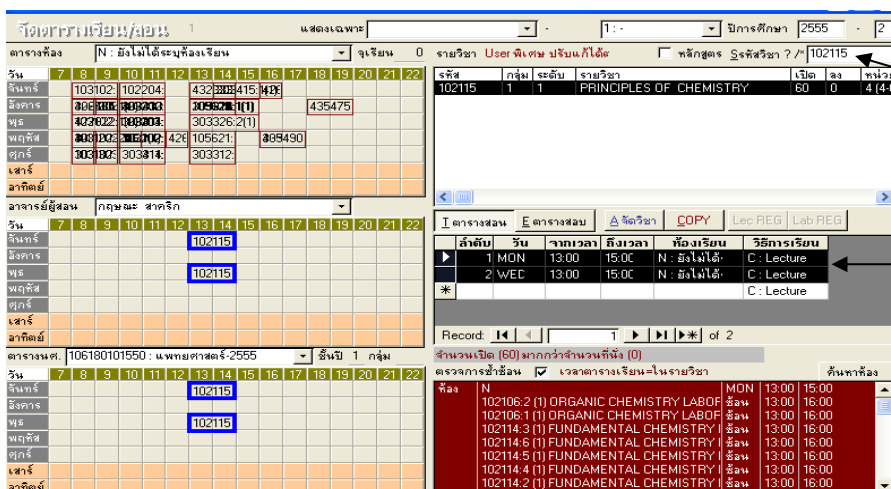 จัดตารางเรียน/สอน 1 แสดงเฉพาะ - 1 : - ปีการศึกษา 2555 - 2
ตารางห้อง N : ยังไม่ได้ระบุห้องเรียน จุเรียน 0 รายวิชา User พิเศษ ปรับแก้ได้ หลักสูตร รหัสวิชา ? /* 102115
วัน 7 8 9 10 11 12 13 14 15 16 17 18 19 20 21 22
จันทร์ 103102: 102204:
อังคาร 435475
พุธ 303326:2(1)
พฤหัส 426 105621:
ศุกร์ 303312:
เสาร์
อาทิตย์
รหัส กลุ่ม ระดับ รายวิชา เปิด ลง หน่วย
102115 1 1 PRINCIPLES OF CHEMISTRY 60 0 4 (4-
อาจารย์ผู้สอน กฤษณะ สาคริก
วัน 7 8 9 10 11 12 13 14 15 16 17 18 19 20 21 22
จันทร์ 102115
อังคาร
พุธ 102115
พฤหัส
ศุกร์
เสาร์
อาทิตย์
T ตารางสอน E ตารางสอบ A จัดวิชา COPY Lec REG Lab REG
ลำดับ วัน จากเวลา ถึงเวลา ห้องเรียน วิธีการเรียน
1 MON 13:00 15:00 N : ยังไม่ได้ C : Lecture
2 WED 13:00 15:00 N : ยังไม่ได้ C : Lecture
* C : Lecture
Record: 1 of 2
ตารางนศ. 106180101550 : แพทยศาสตร์-2555 ชั้นปี 1 กลุ่ม
วัน 7 8 9 10 11 12 13 14 15 16 17 18 19 20 21 22
จันทร์ 102115
อังคาร
พุธ 102115
พฤหัส
ศุกร์
เสาร์
อาทิตย์
จำนวนเปิด (60) มากกว่าจำนวนที่นั่ง (0)
ตรวจการซ้ำซ้อน เวลาตารางเรียน=ในรายวิชา ค้นหาห้อง
ห้อง N MON 13:00 15:00
102106:2 (1) ORGANIC CHEMISTRY LABOF ซ้อน 13:00 16:00
102106:1 (1) ORGANIC CHEMISTRY LABOF ซ้อน 13:00 16:00
102114:3 (1) FUNDAMENTAL CHEMISTRY I ซ้อน 13:00 16:00
102114:6 (1) FUNDAMENTAL CHEMISTRY I ซ้อน 13:00 16:00
102114:5 (1) FUNDAMENTAL CHEMISTRY I ซ้อน 13:00 16:00
102114:4 (1) FUNDAMENTAL CHEMISTRY I ซ้อน 13:00 16:00
102114:2 (1) FUNDAMENTAL CHEMISTRY I ซ้อน 13:00 16:00